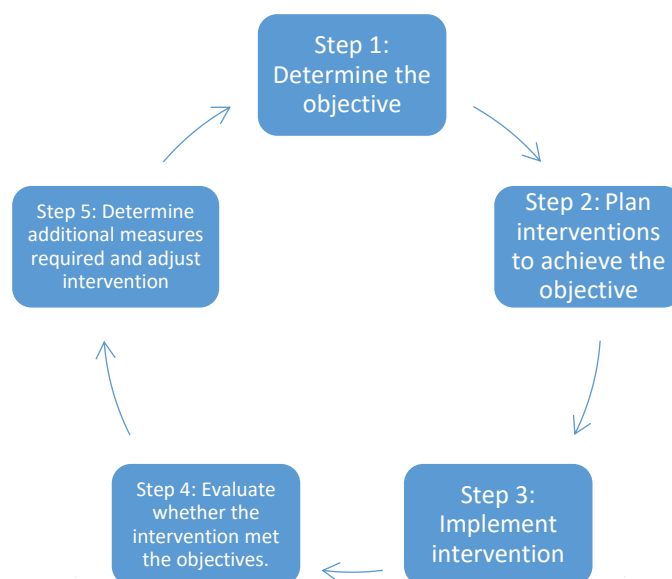 Step 1:
Determine the
objective
Step 2: Plan
interventions
to achieve the
objective
Step 3:
Implement
intervention
Step 4: Evaluate
whether the
intervention met
the objectives.
Step 5: Determine
additional measures
required and adjust
intervention